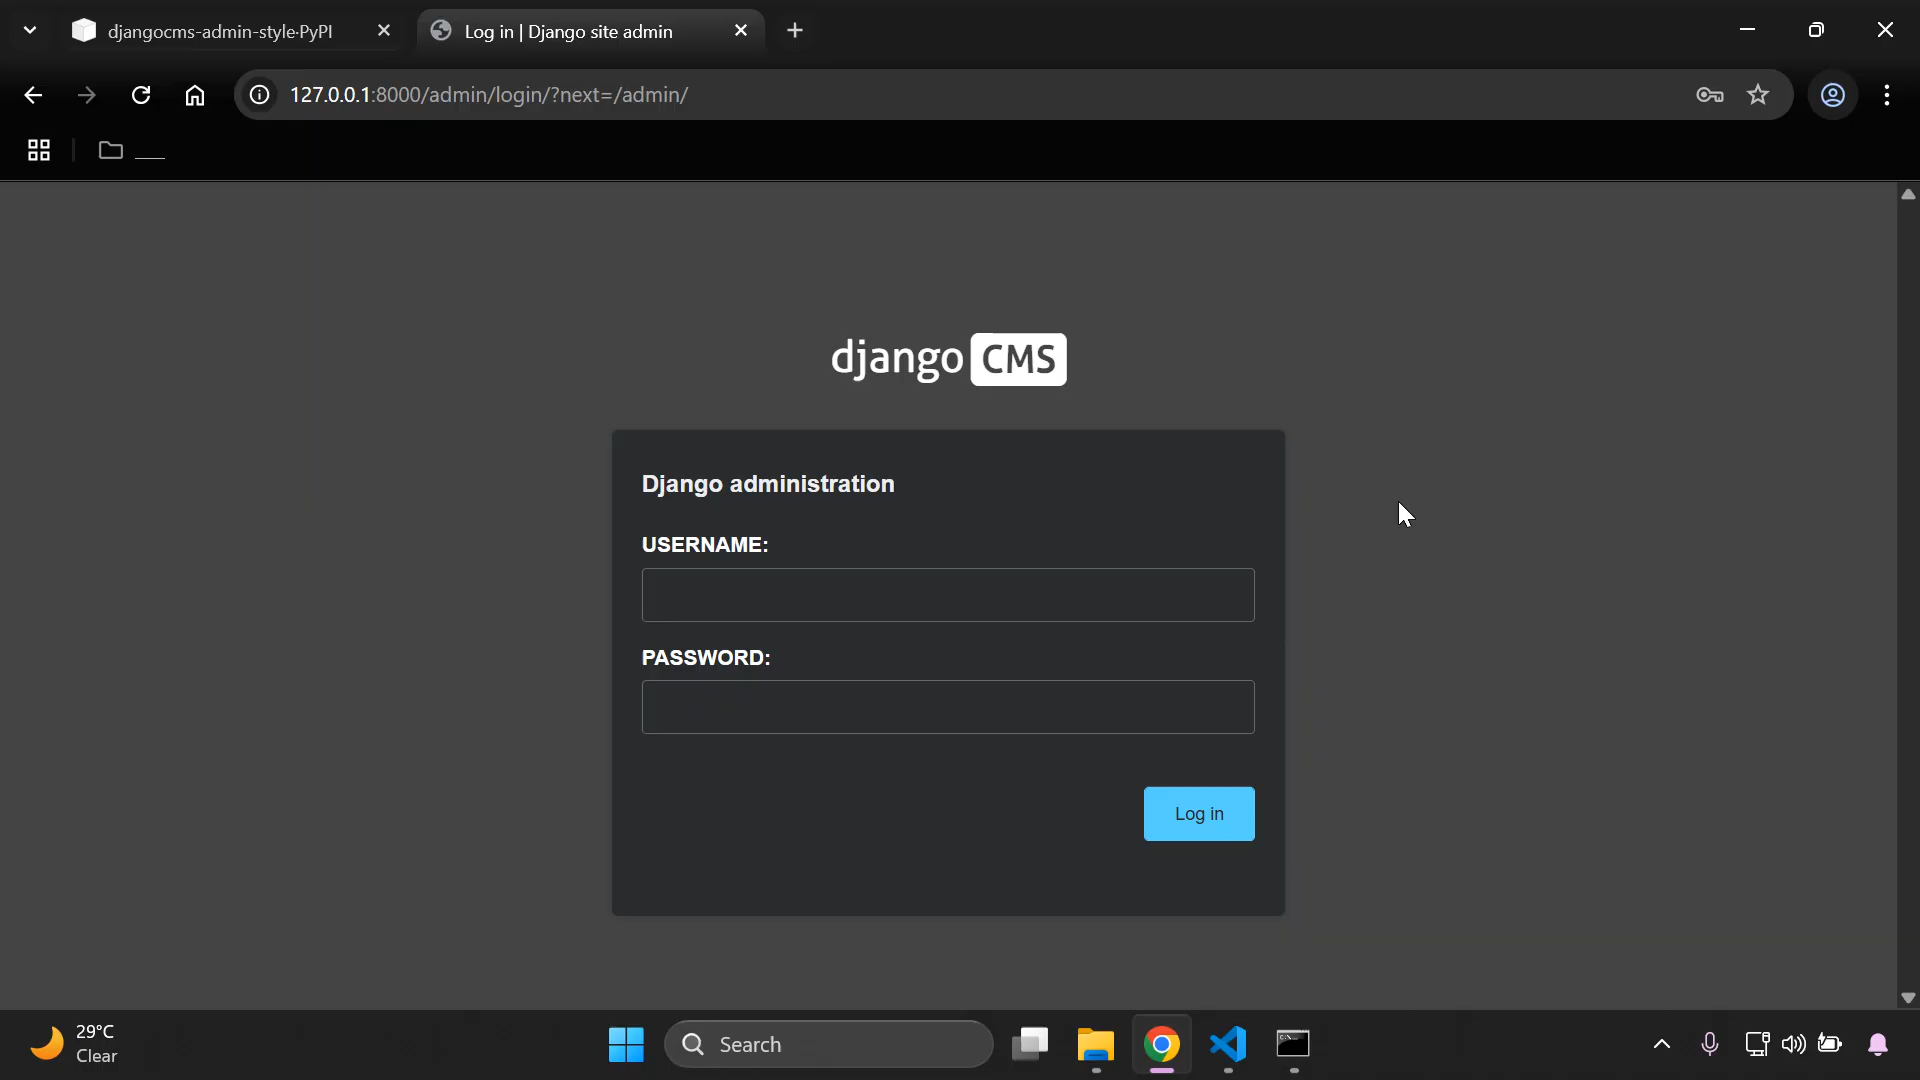 djangocms-admin-style·PyPI
Log in | Django site admin
127.0.0.1:8000/admin/login/?next=/admin/
___
django CMS
Django administration
USERNAME:
PASSWORD:
Log in
29°C
Clear
Search